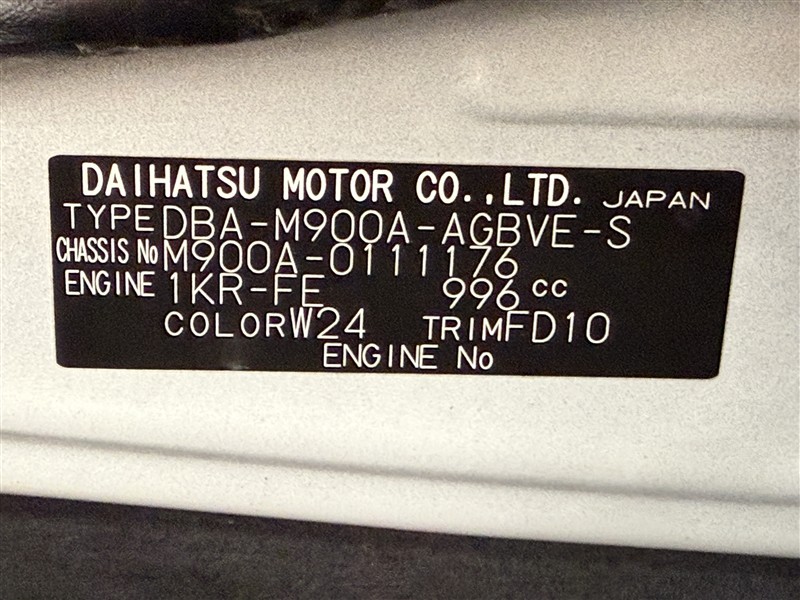 DAIHATSU MOTOR CO.,LTD. JAPAN
TYPE DBA-M900A-AGBVE-S
CHASSIS No M900A-0111176
ENGINE 1KR-FE 996 cc
COLOR W24 TRIM FD10
ENGINE No